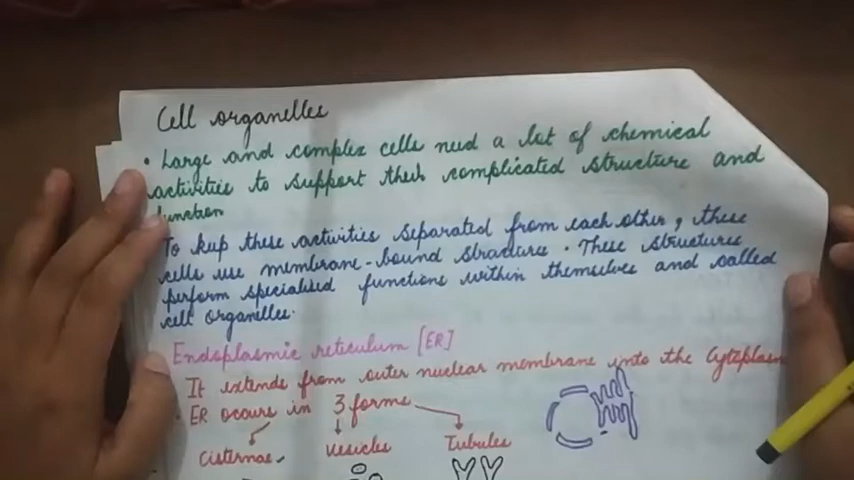 Cell organelles
• Large and complex cells need a lot of chemical
activities to support their complicated structure and
function
To keep these activities separated from each other, these
cells use membrane-bound structures. These structures
perform specialised functions within themselves and called
cell organelles.
Endoplasmic reticulum [ER]
It extends from outer nuclear membrane into the Cytoplasm
• ER occurs in 3 forms
Cisternae Vesicles Tubules